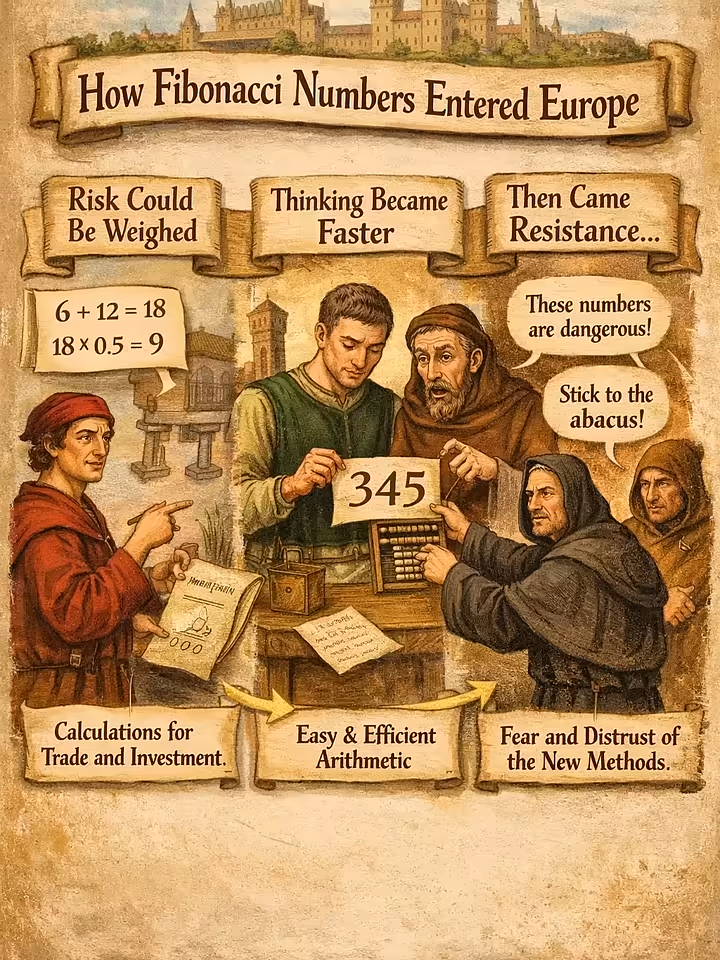 How Fibonacci Numbers Entered Europe
Risk Could
Be Weighed
Thinking Became
Faster
Then Came
Resistance...
6 + 12 = 18
18 × 0.5 = 9
These numbers
are dangerous!
Stick to the
abacus!
345
000
Calculations for
Trade and Investment.
Easy & Efficient
Arithmetic
Fear and Distrust of
the New Methods.